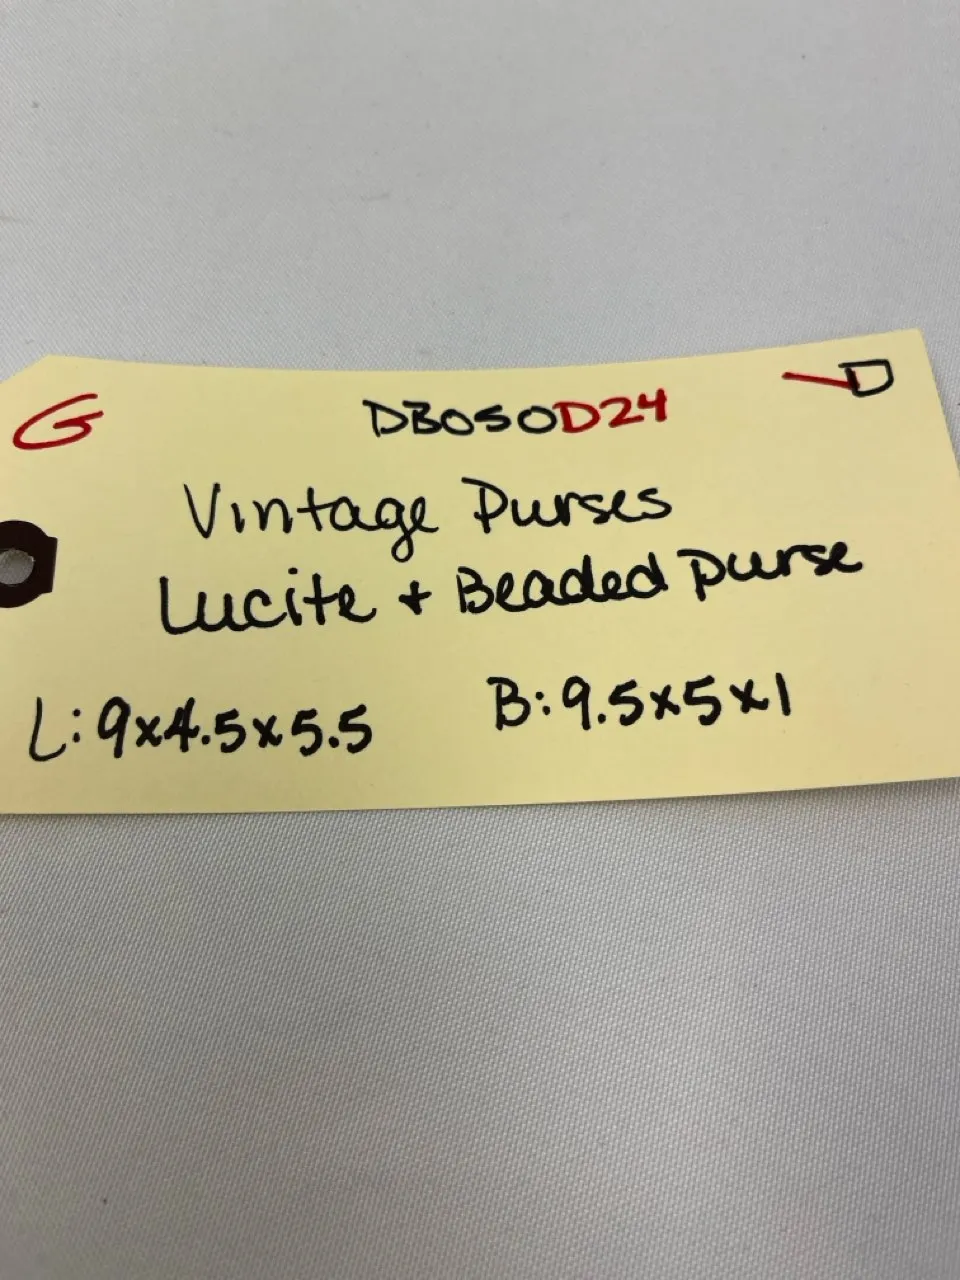 G DB050D24 D
Vintage Purses
Lucite + Beaded Purse
L: 9x4.5x5.5 B: 9.5x5x1